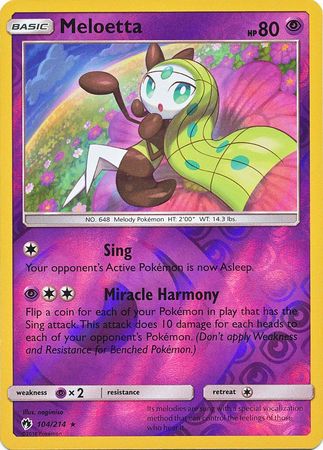 BASIC Meloetta HP 80
NO. 648 Melody Pokémon HT: 2'00" WT: 14.3 lbs.
Sing
Your opponent's Active Pokémon is now Asleep.
Miracle Harmony
Flip a coin for each of your Pokémon in play that has the
Sing attack. This attack does 10 damage for each heads to
each of your opponent's Pokémon. (Don't apply Weakness
and Resistance for Benched Pokémon.)
weakness ×2 resistance retreat
Illus. nagimiso
104/214 ★
©2018 Pokémon
Its melodies are sung with a special vocalization
method that can control the feelings of those
who hear it.